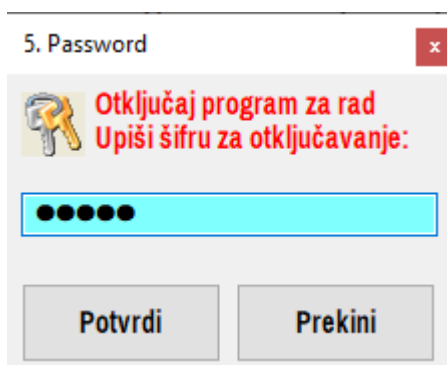 5. Password
x
Otključaj program za rad
Upiši šifru za otključavanje:
●●●●●
Potvrdi
Prekini